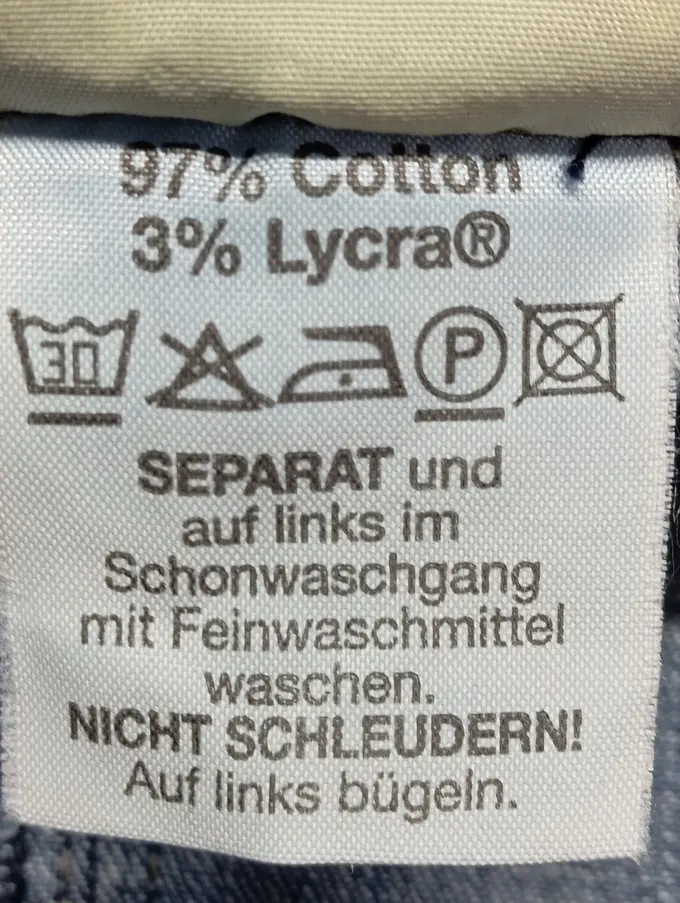 97% Cotton
3% Lycra®
30 P
SEPARAT und
auf links im
Schonwaschgang
mit Feinwaschmittel
waschen.
NICHT SCHLEUDERN!
Auf links bügeln.